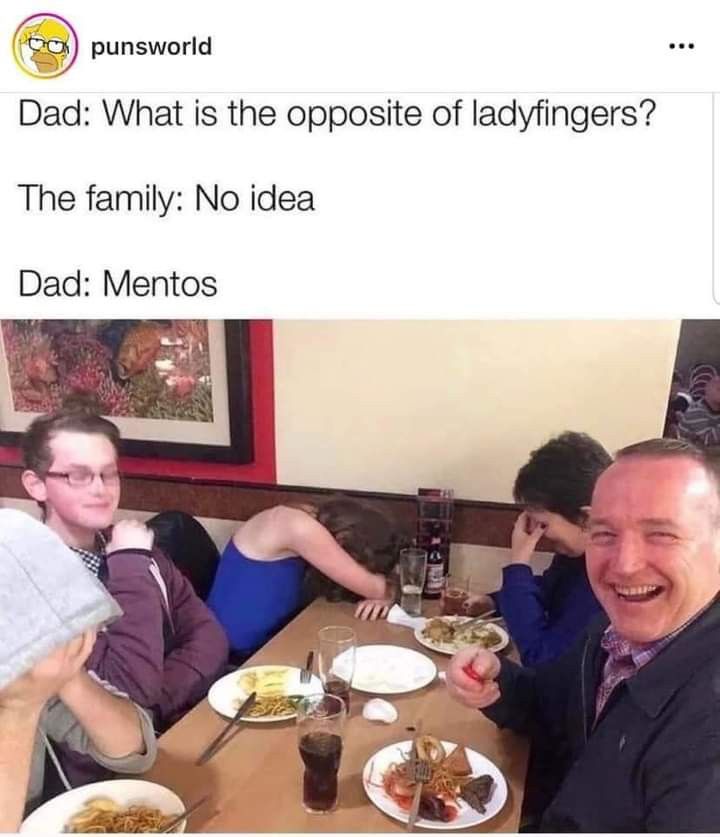 punsworld
Dad: What is the opposite of ladyfingers?
The family: No idea
Dad: Mentos